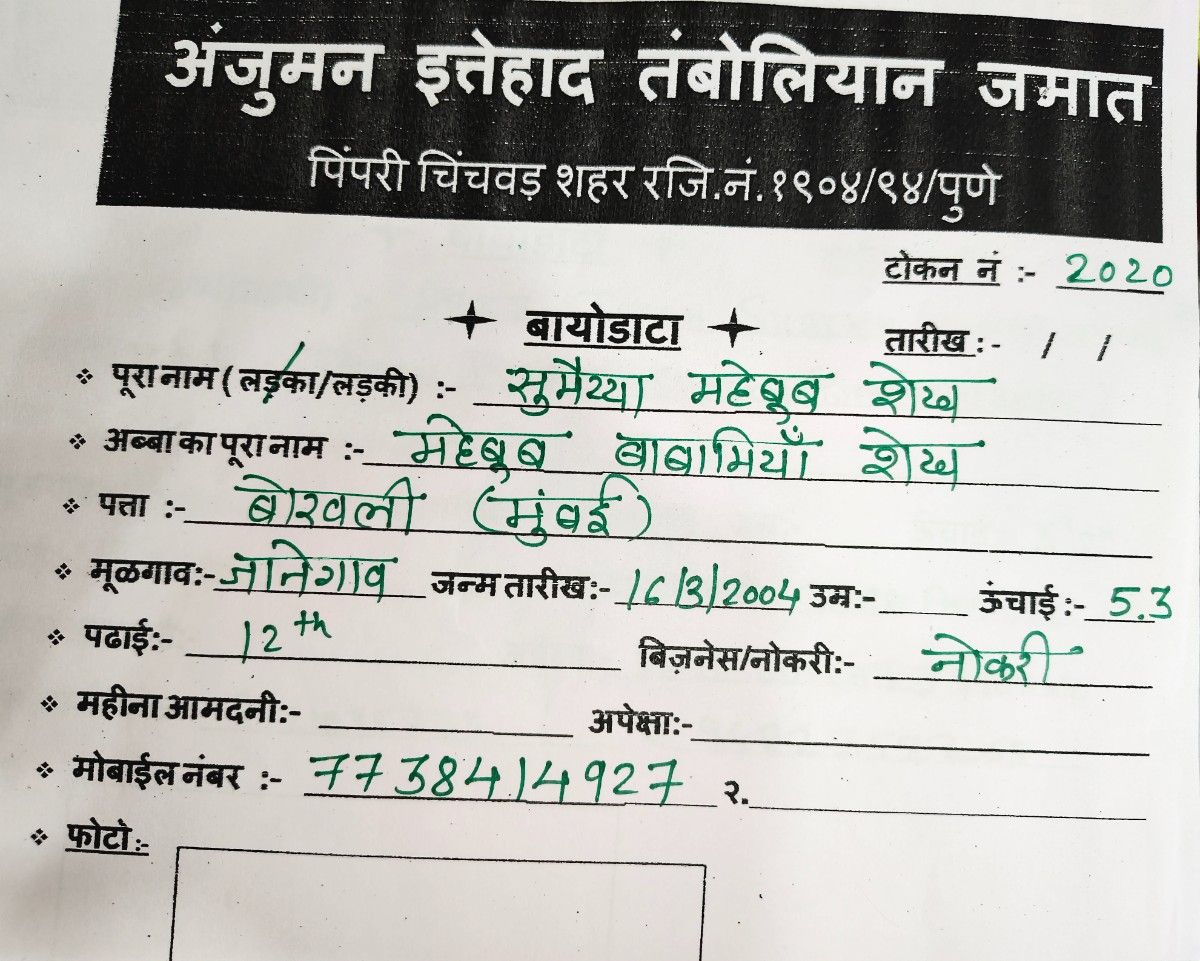 अंजुमन इत्तेहाद तंबोलियान जमात
पिंपरी चिंचवड़ शहर रजि.नं.१९०४/९४/पुणे
टोकन नं :- 2020
बायोडाटा
तारीख :- / /
पूरा नाम ( लड़का/लड़की) :- सुमैय्या महेबुब शेख
अब्बा का पूरा नाम :- महेबुब बाबामियाँ शेख
पत्ता :- बोरवली (मुंबई)
मूळगाव:- जानेगाव जन्म तारीख:- 16/3/2004 उम्र:- ऊंचाई :- 5.3
पढाई:- 12th बिज़नेस/नोकरी:- नोकरी
महीना आमदनी:- अपेक्षा:-
मोबाईल नंबर :- 7738414927 २.
फोटो:-